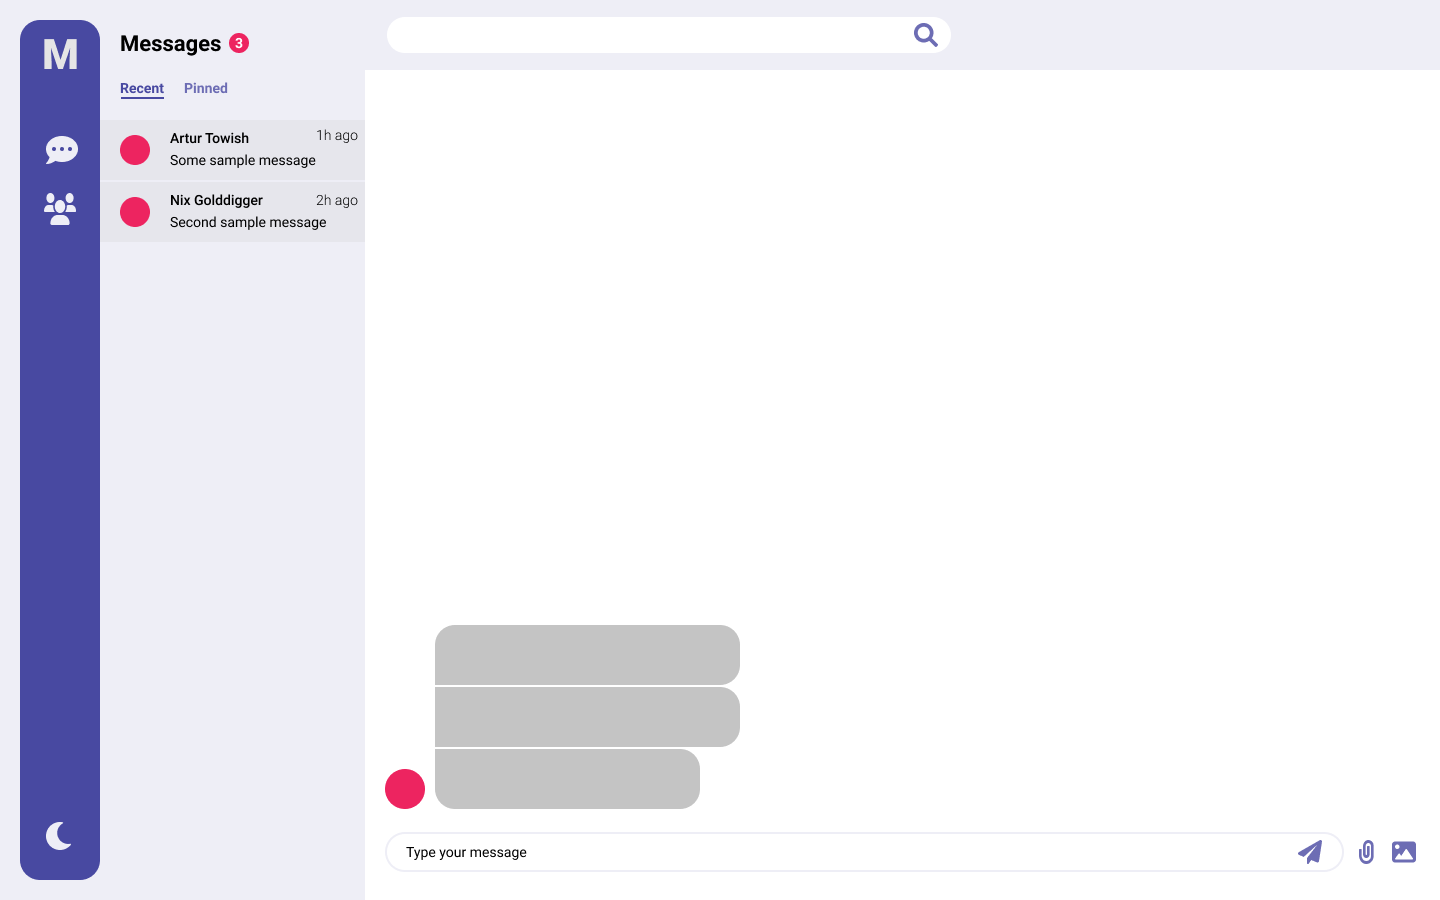 M
Messages 3
Recent Pinned
Artur Towish 1h ago
Some sample message
Nix Golddigger 2h ago
Second sample message
Type your message